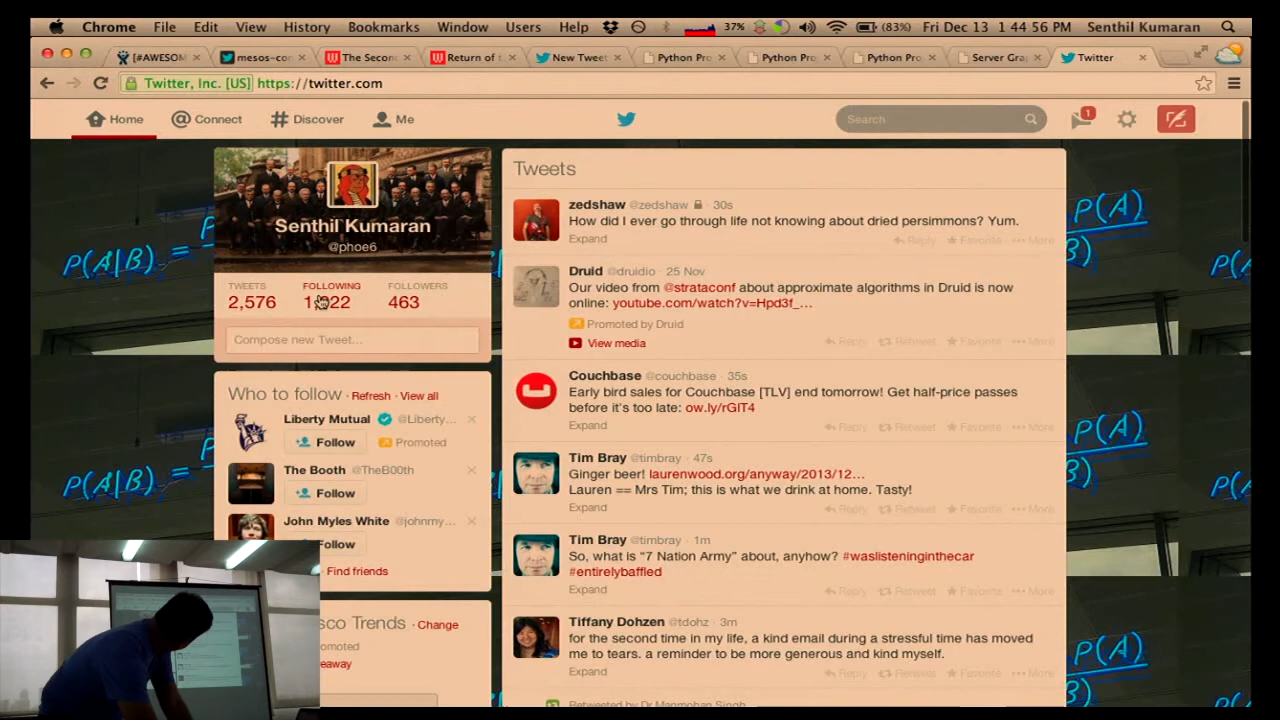 Chrome File Edit View History Bookmarks Window Users Help 37% (83%) Fri Dec 13 1:44:56 PM Senthil Kumaran
[#AWESOM mesos-con The Secon Return of t New Tweet Python Pro Python Pro Python Pro Server Gra Twitter
Twitter, Inc. [US] https://twitter.com
Home Connect Discover Me Search 1
Senthil Kumaran
@phoe6
TWEETS FOLLOWING FOLLOWERS
2,576 463
Compose new Tweet...
Who to follow · Refresh · View all
Liberty Mutual @Liberty...
Follow Promoted
The Booth @TheB00th
Follow
John Myles White @johnmy...
Follow
Find friends
sco Trends · Change
eaway
Tweets
zedshaw @zedshaw 30s
How did I ever go through life not knowing about dried persimmons? Yum.
Expand Reply Favorite More
Druid @druidio · 25 Nov
Our video from @strataconf about approximate algorithms in Druid is now
online: youtube.com/watch?v=Hpd3f_...
Promoted by Druid
View media Reply Retweet Favorite More
Couchbase @couchbase · 35s
Early bird sales for Couchbase [TLV] end tomorrow! Get half-price passes
before it's too late: ow.ly/rGlT4
Expand Reply Retweet Favorite More
Tim Bray @timbray · 47s
Ginger beer! laurenwood.org/anyway/2013/12...
Lauren == Mrs Tim; this is what we drink at home. Tasty!
Expand Reply Retweet Favorite More
Tim Bray @timbray · 1m
So, what is “7 Nation Army” about, anyhow? #waslisteninginthecar
#entirelybaffled
Expand Reply Retweet Favorite More
Tiffany Dohzen @tdohz · 3m
for the second time in my life, a kind email during a stressful time has moved
me to tears. a reminder to be more generous and kind myself.
Expand Reply Retweet Favorite More
Retweeted by Dr Manmohan Singh
P(A|B) =
P(A)
P(A|B) =
P(A)
P(A)